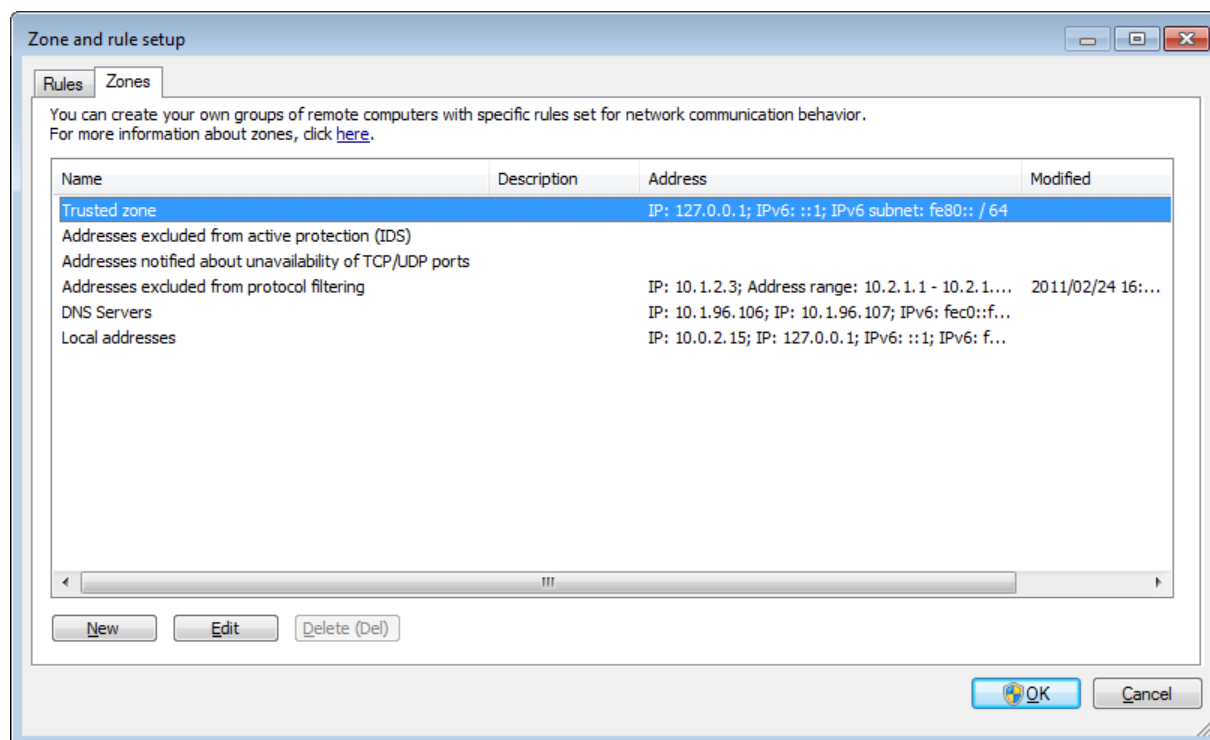 Zone and rule setup
Rules Zones
You can create your own groups of remote computers with specific rules set for network communication behavior.
For more information about zones, click here.
Name Description Address Modified
Trusted zone IP: 127.0.0.1; IPv6: ::1; IPv6 subnet: fe80:: / 64
Addresses excluded from active protection (IDS)
Addresses notified about unavailability of TCP/UDP ports
Addresses excluded from protocol filtering IP: 10.1.2.3; Address range: 10.2.1.1 - 10.2.1.... 2011/02/24 16:...
DNS Servers IP: 10.1.96.106; IP: 10.1.96.107; IPv6: fec0::f...
Local addresses IP: 10.0.2.15; IP: 127.0.0.1; IPv6: ::1; IPv6: f...
New Edit Delete (Del)
OK Cancel